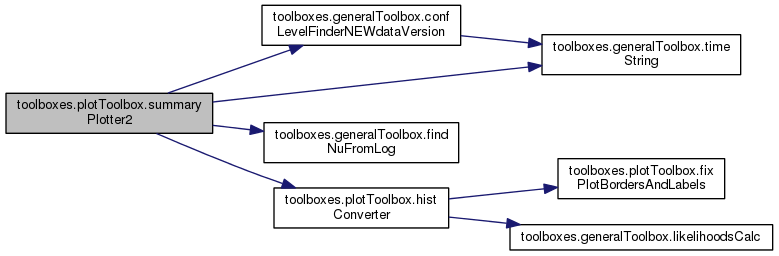 toolboxes.generalToolbox.conf
LevelFinderNEWdataVersion
toolboxes.generalToolbox.time
String
toolboxes.plotToolbox.summary
Plotter2
toolboxes.generalToolbox.find
NuFromLog
toolboxes.plotToolbox.fix
PlotBordersAndLabels
toolboxes.plotToolbox.hist
Converter
toolboxes.generalToolbox.likelihoodsCalc